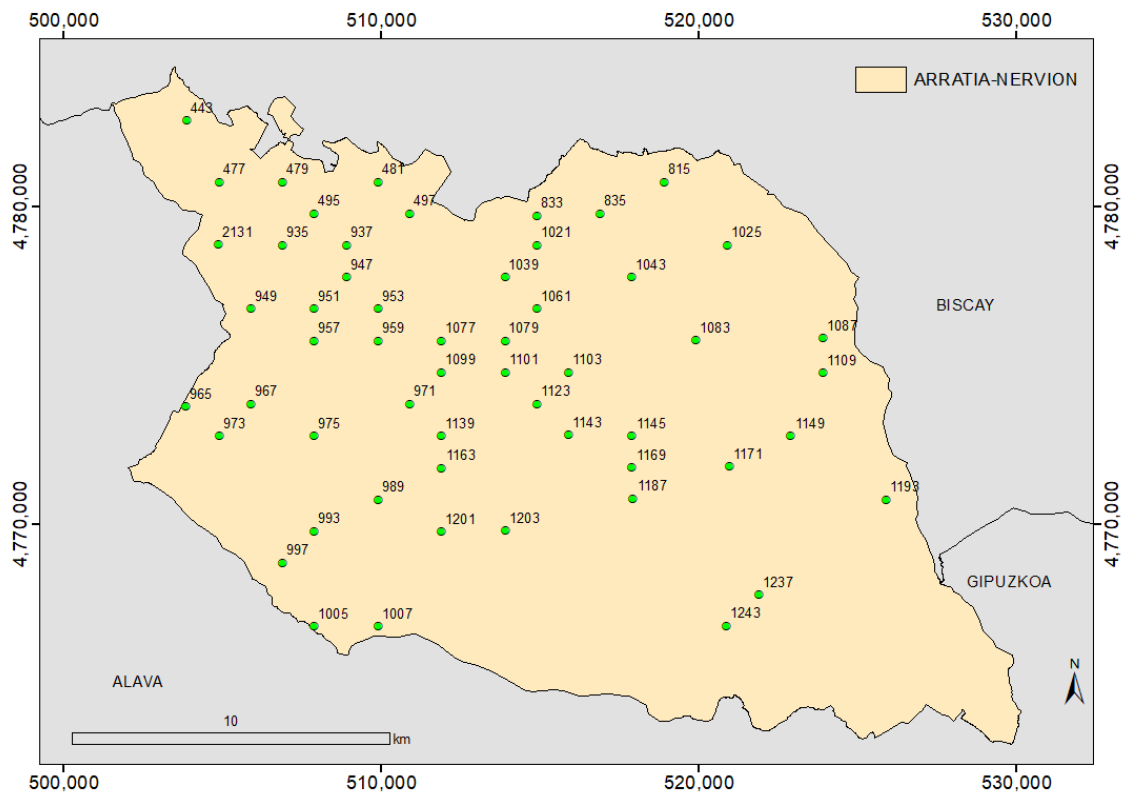 500,000 510,000 520,000 530,000
ARRATIA-NERVION
443
477 479 481 815
495 497 833 835
4,780,000 4,780,000
2131 935 937 1021 1025
947 1039 1043
949 951 953 1061
BISCAY
957 959 1077 1079 1083 1087
1099 1101 1103 1109
965 967 971 1123
973 975 1139 1143 1145 1149
1163 1169 1171
989 1187 1193
4,770,000 4,770,000
993 1201 1203
997
GIPUZKOA
1237
1005 1007 1243
N
ALAVA
10
km
500,000 510,000 520,000 530,000